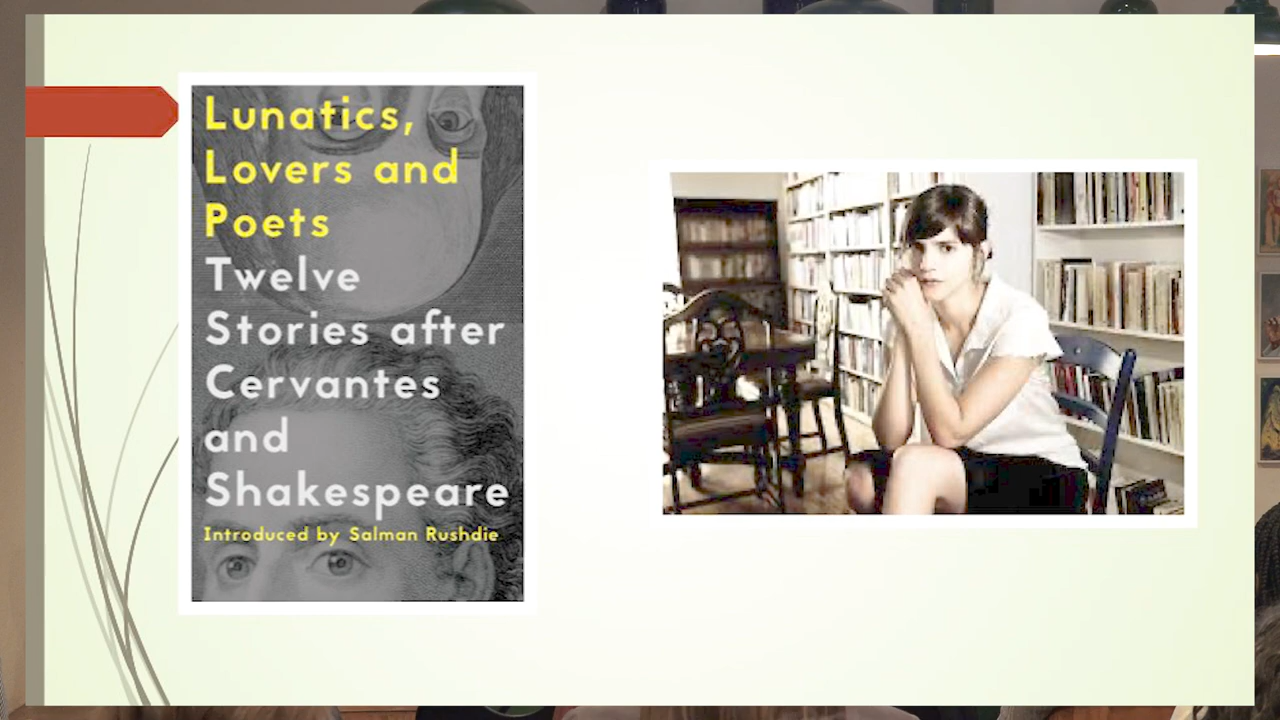 Lunatics,
Lovers and
Poets
Twelve
Stories after
Cervantes
and
Shakespeare
Introduced by Salman Rushdie